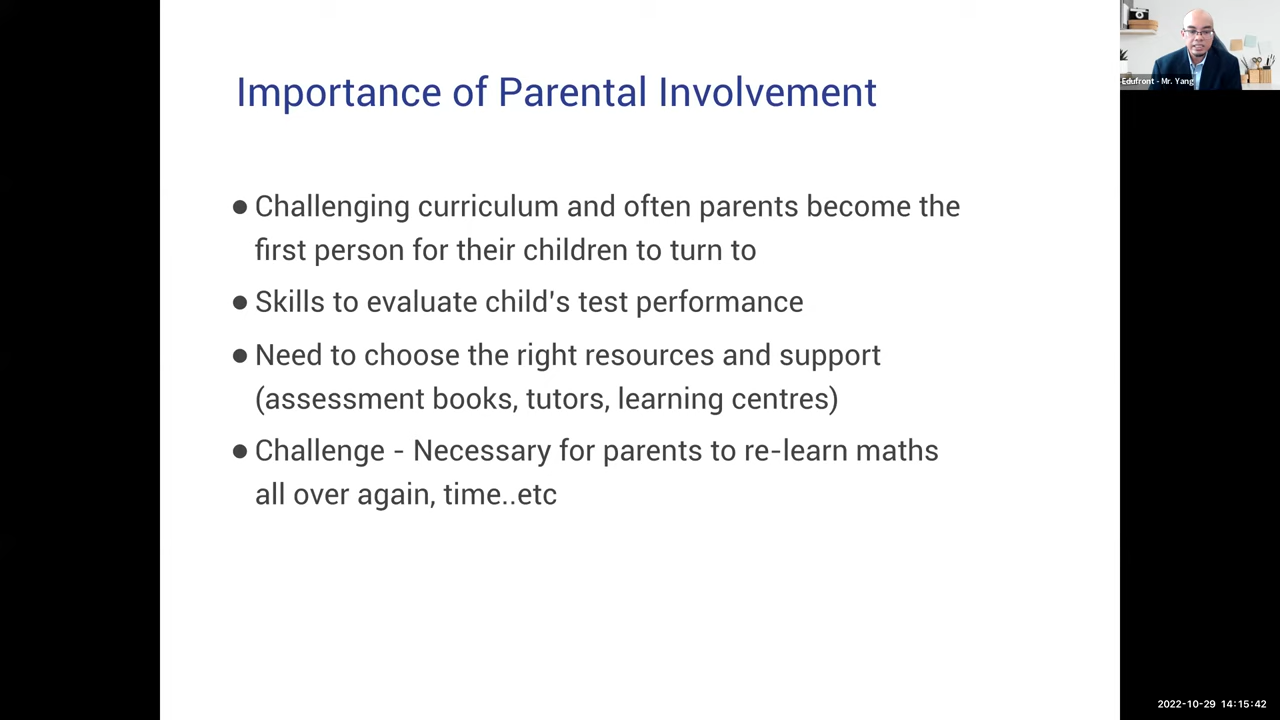 Importance of Parental Involvement
● Challenging curriculum and often parents become the
first person for their children to turn to
● Skills to evaluate child's test performance
● Need to choose the right resources and support
(assessment books, tutors, learning centres)
● Challenge - Necessary for parents to re-learn maths
all over again, time..etc
Edufront - Mr. Yang
2022-10-29 14:15:42